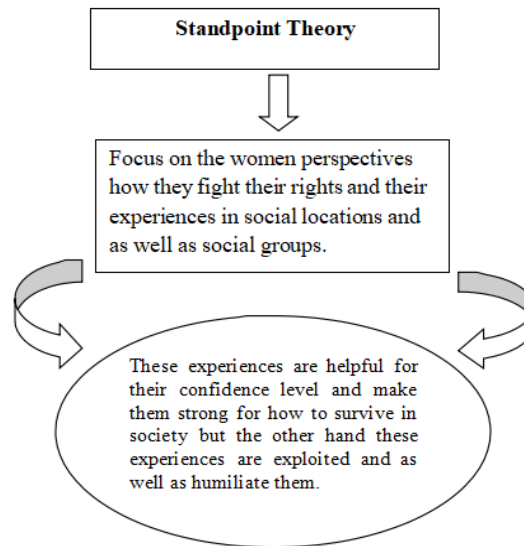 Standpoint Theory
Focus on the women perspectives
how they fight their rights and their
experiences in social locations and
as well as social groups.
These experiences are helpful for
their confidence level and make
them strong for how to survive in
society but the other hand these
experiences are exploited and as
well as humiliate them.